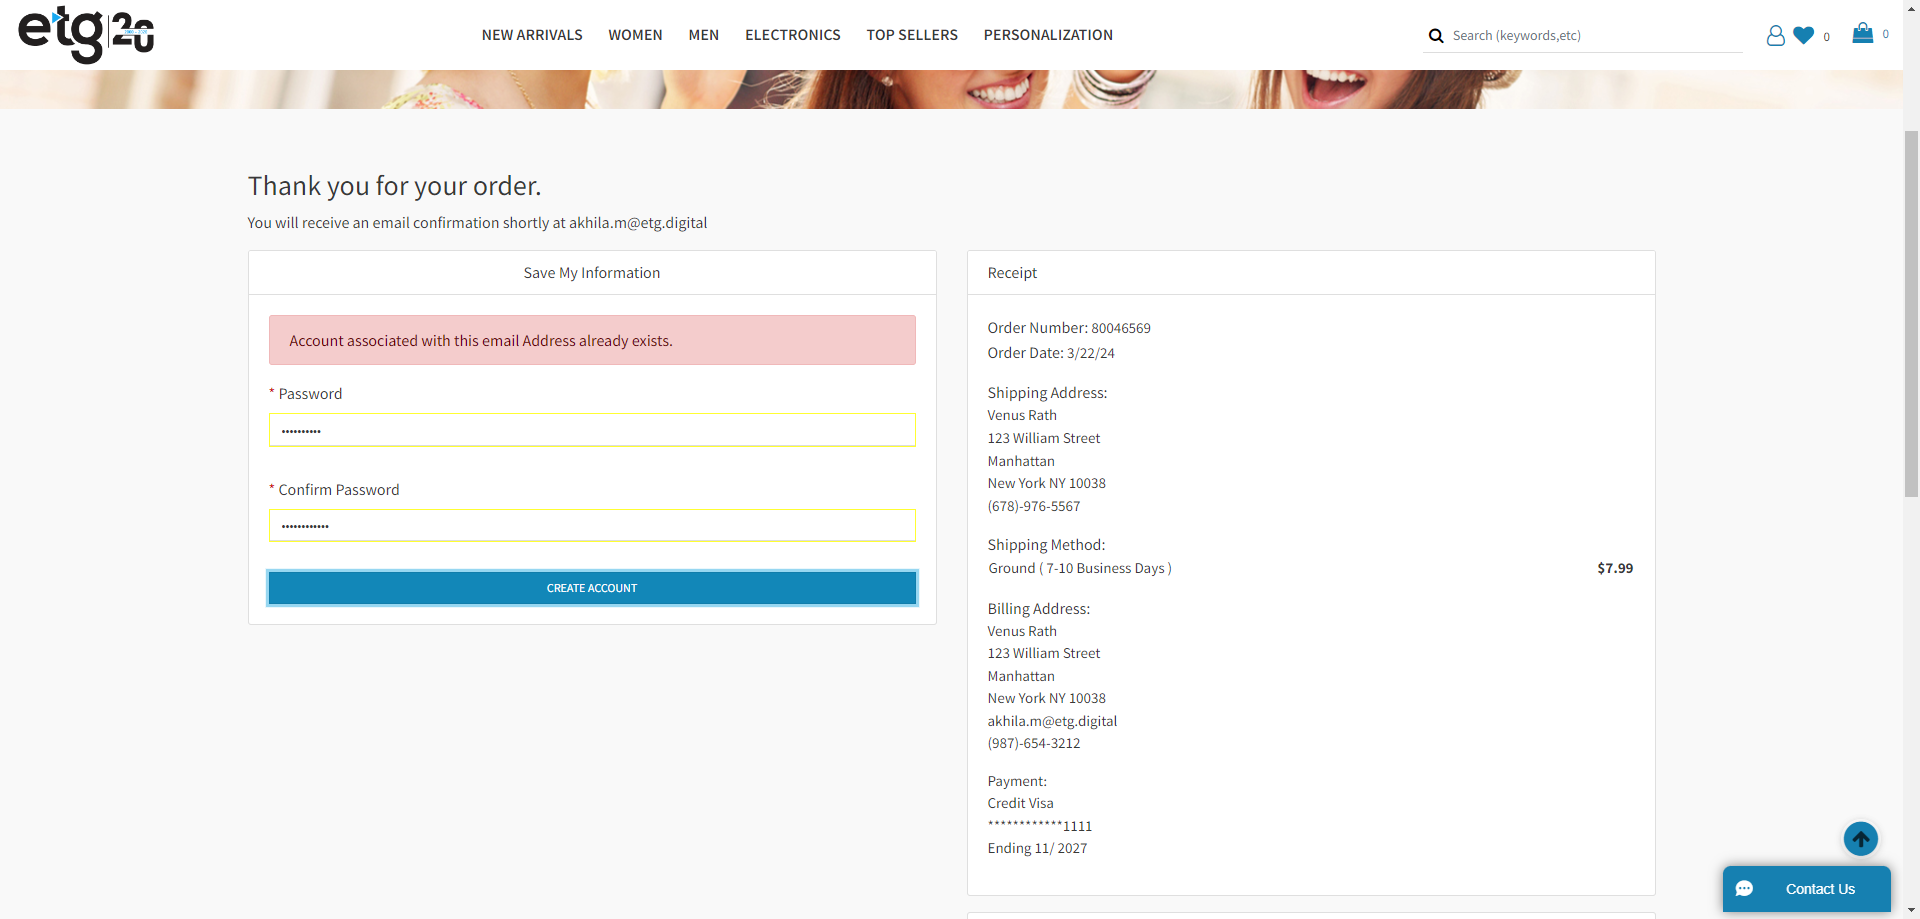 etg 20
NEW ARRIVALS WOMEN MEN ELECTRONICS TOP SELLERS PERSONALIZATION
Search (keywords,etc)
0
0
Thank you for your order.
You will receive an email confirmation shortly at akhila.m@etg.digital
Save My Information
Account associated with this email Address already exists.
* Password
••••••••••
* Confirm Password
••••••••••••
CREATE ACCOUNT
Receipt
Order Number: 80046569
Order Date: 3/22/24
Shipping Address:
Venus Rath
123 William Street
Manhattan
New York NY 10038
(678)-976-5567
Shipping Method:
Ground ( 7-10 Business Days ) $7.99
Billing Address:
Venus Rath
123 William Street
Manhattan
New York NY 10038
akhila.m@etg.digital
(987)-654-3212
Payment:
Credit Visa
************1111
Ending 11/ 2027
Contact Us